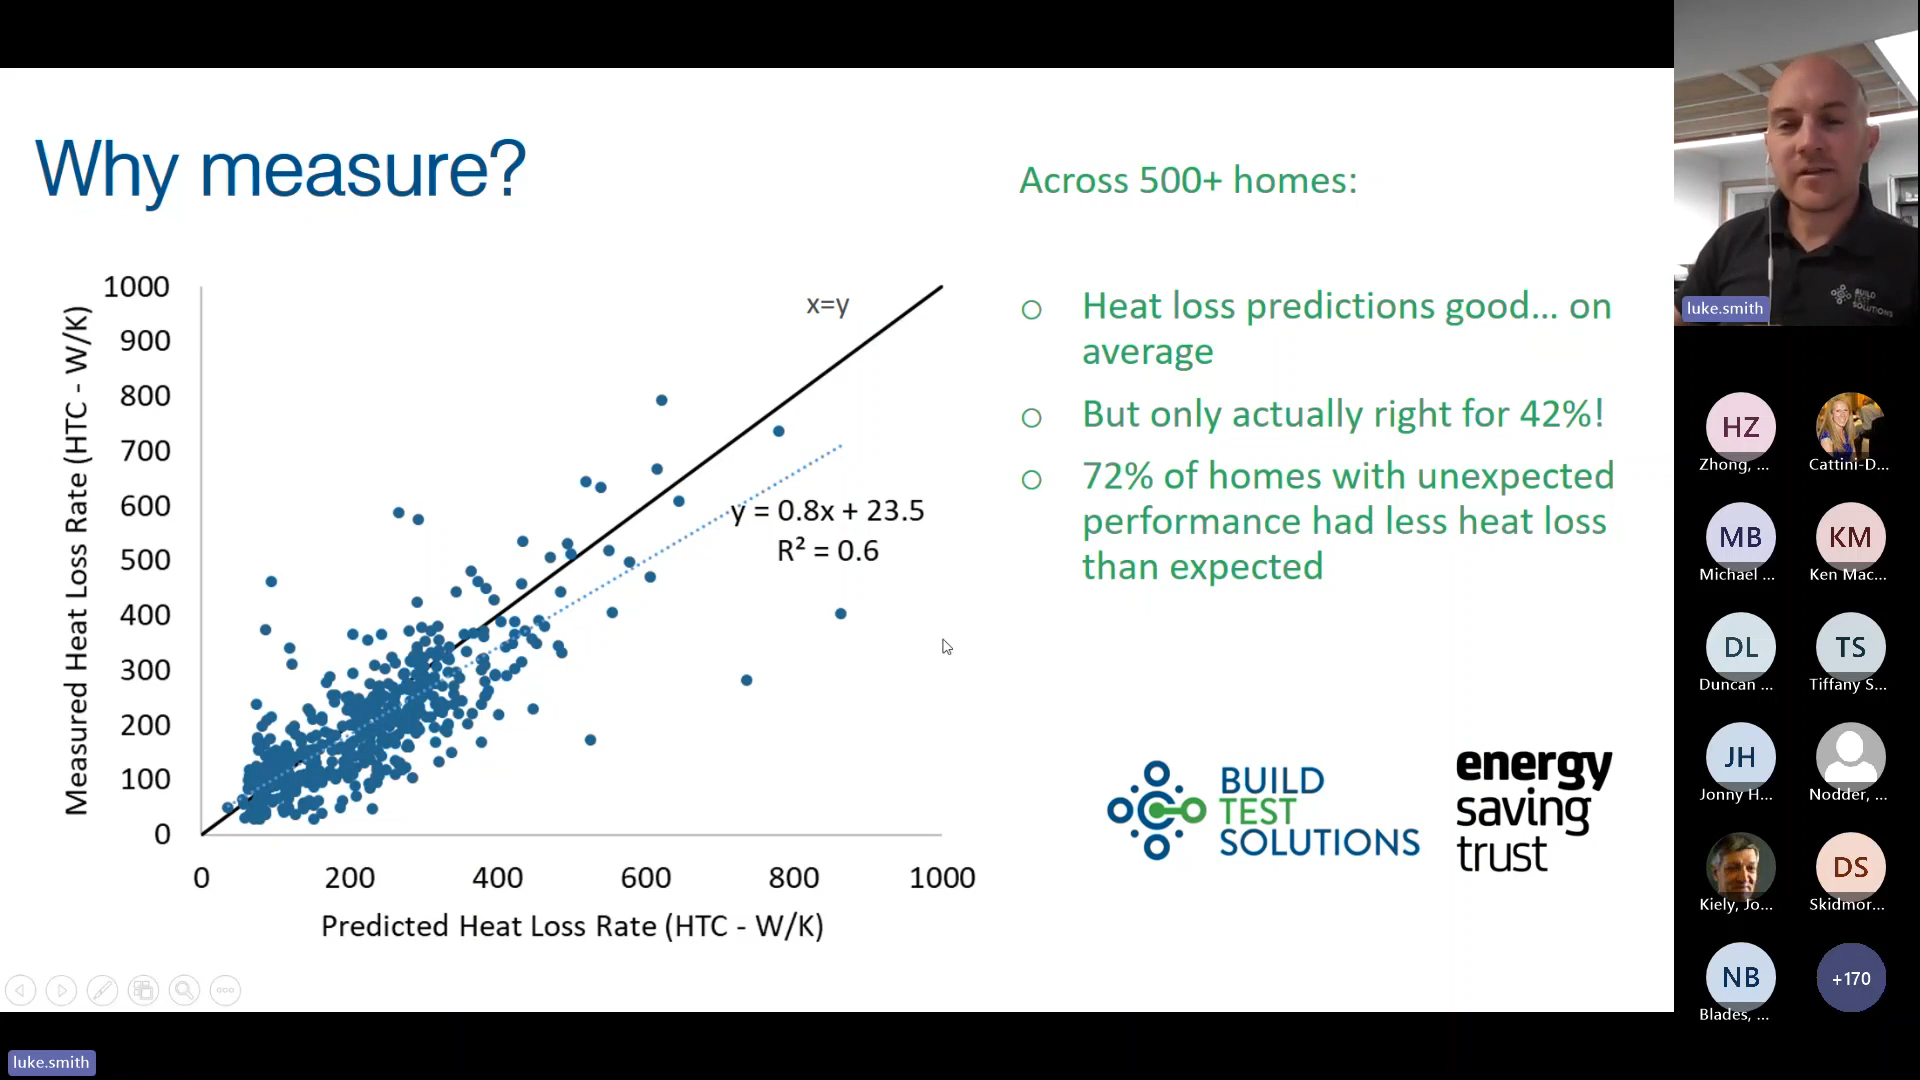 Why measure?
Across 500+ homes:
Heat loss predictions good... on
average
But only actually right for 42%!
72% of homes with unexpected
performance had less heat loss
than expected
Measured Heat Loss Rate (HTC - W/K)
1000
900
800
700
600
500
400
300
200
100
0
x=y
y = 0.8x + 23.5
R² = 0.6
0 200 400 600 800 1000
Predicted Heat Loss Rate (HTC - W/K)
BUILD
TEST
SOLUTIONS
energy
saving
trust
BUILD
TEST
SOLUTIONS
luke.smith
HZ
Zhong, ...
Cattini-D...
MB
Michael ...
KM
Ken Mac...
DL
Duncan ...
TS
Tiffany S...
JH
Jonny H...
Nodder, ...
Kiely, Jo...
DS
Skidmor...
NB
Blades, ...
+170
luke.smith